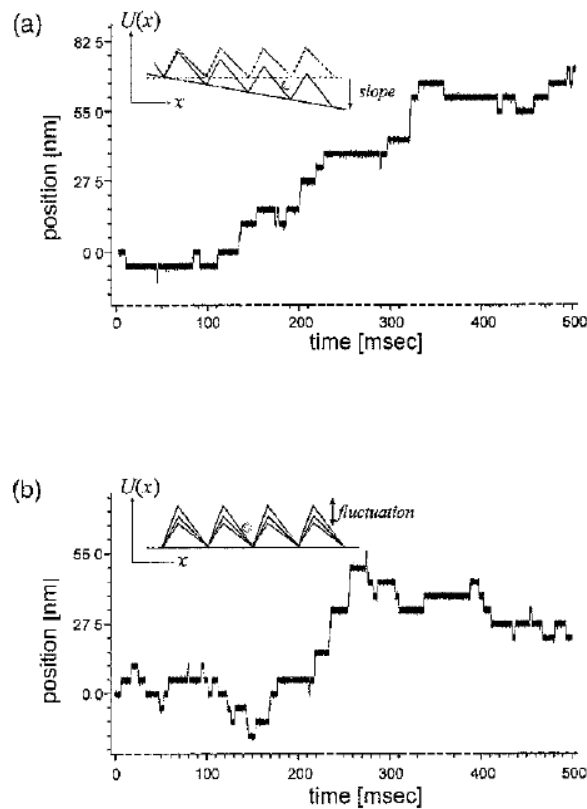 (a)
U(x)
82.5
slope
x
55.0
position [nm]
27.5
0.0
0 100 200 300 400 500
time [msec]
(b)
U(x)
fluctuation
x
55.0
position [nm]
27.5
0.0
0 100 200 300 400 500
time [msec]